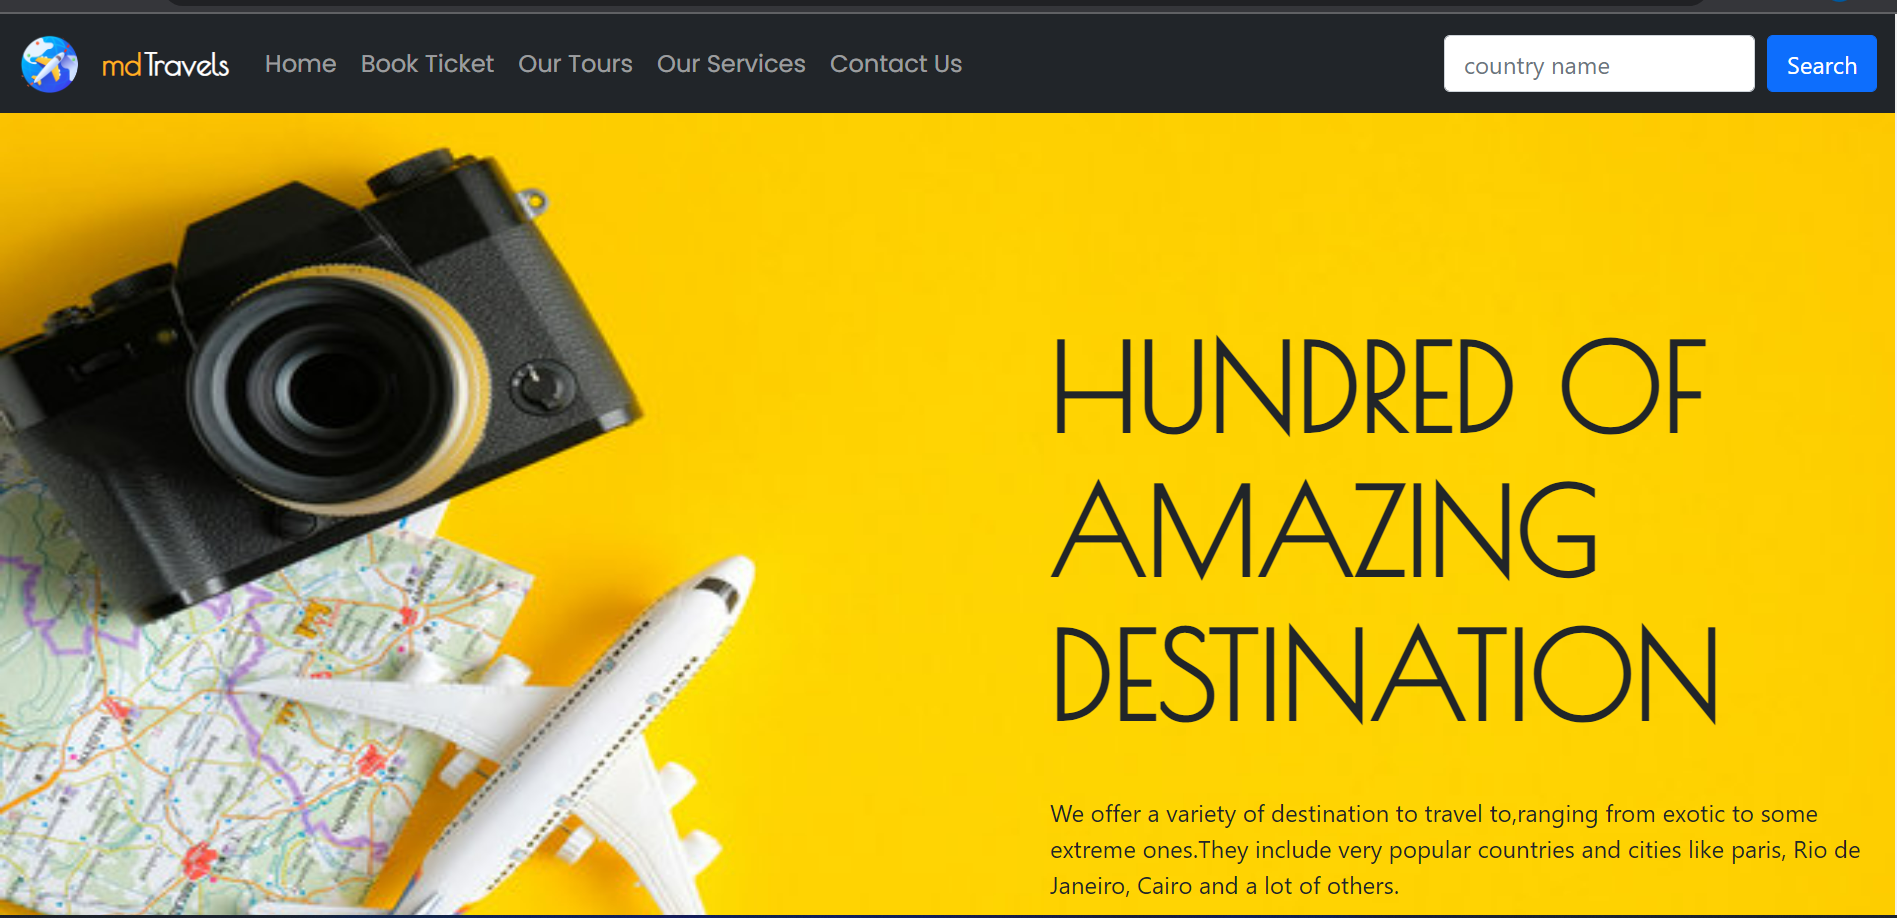 mdTravels Home Book Ticket Our Tours Our Services Contact Us country name Search
HUNDRED OF
AMAZING
DESTINATION
We offer a variety of destination to travel to,ranging from exotic to some
extreme ones.They include very popular countries and cities like paris, Rio de
Janeiro, Cairo and a lot of others.